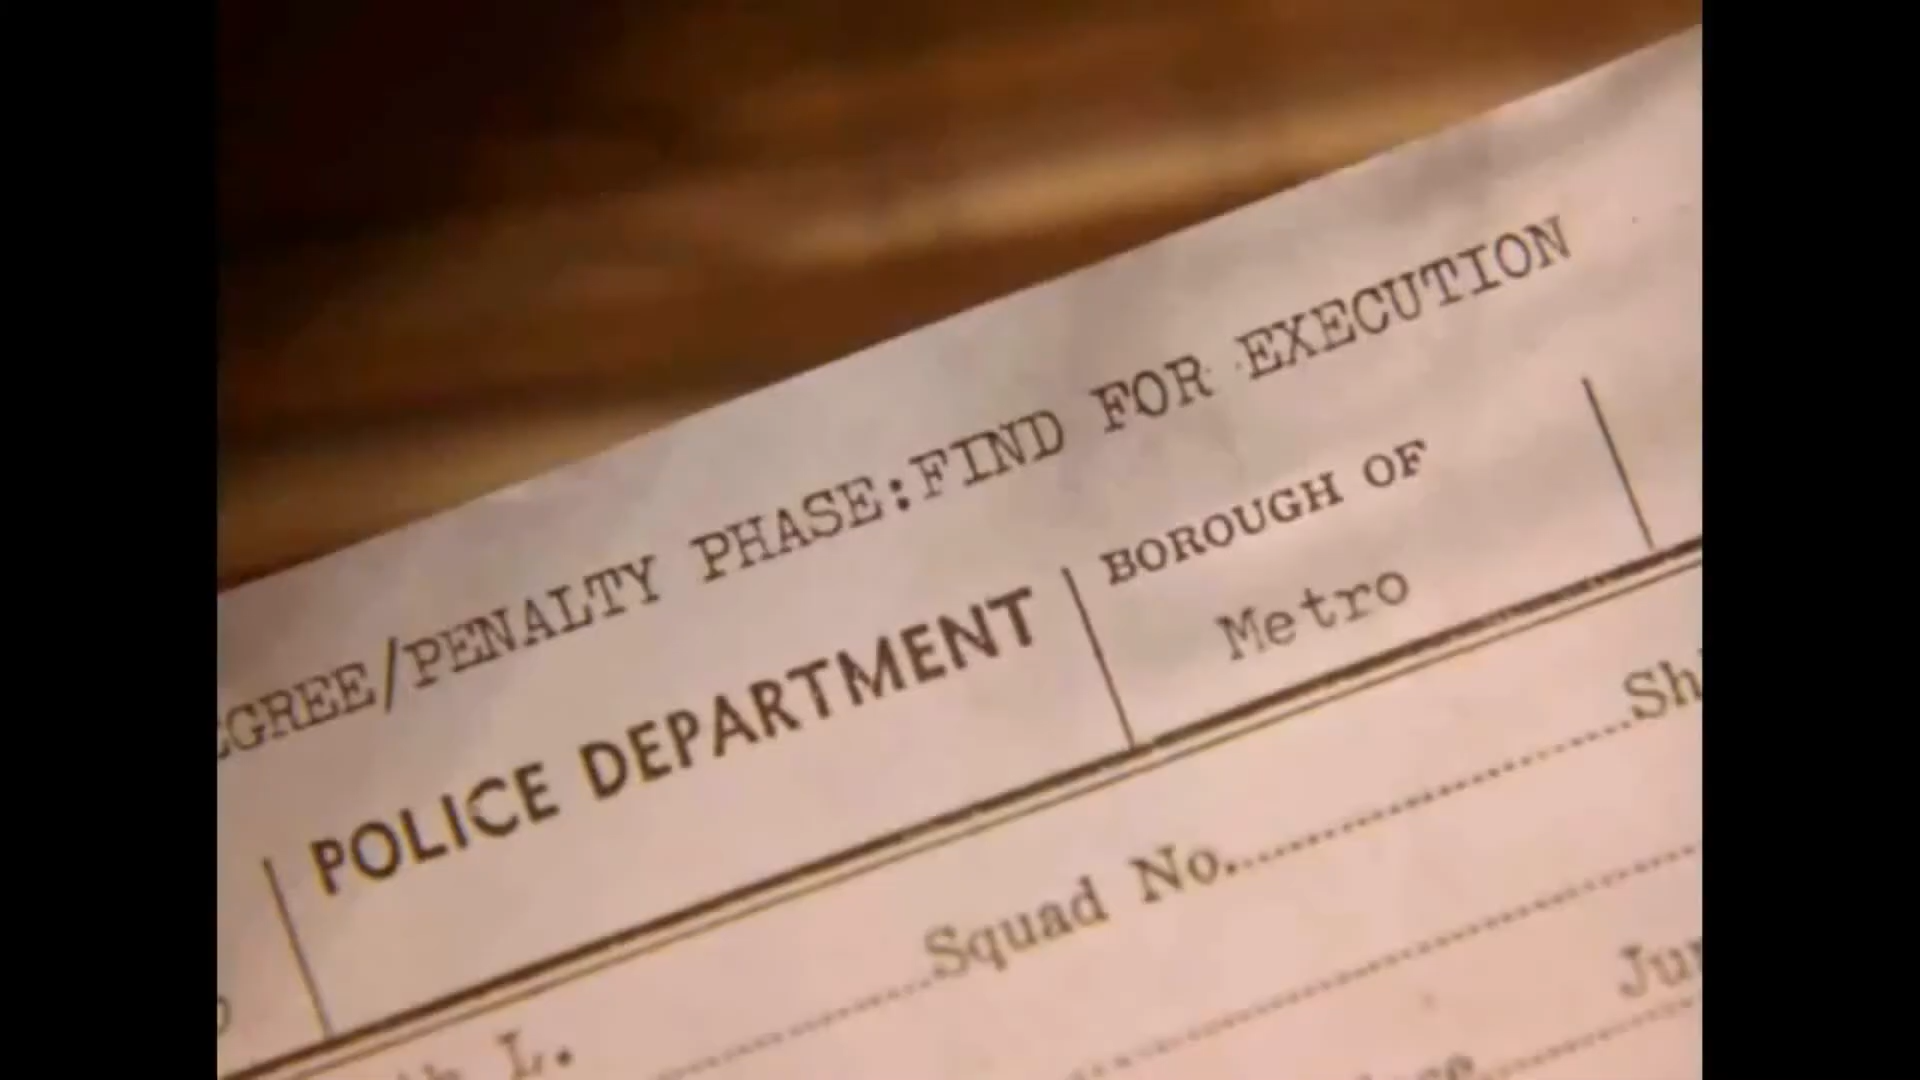 EGREE/PENALTY PHASE:FIND FOR EXECUTION
POLICE DEPARTMENT
BOROUGH OF
Metro
L.
Squad No.